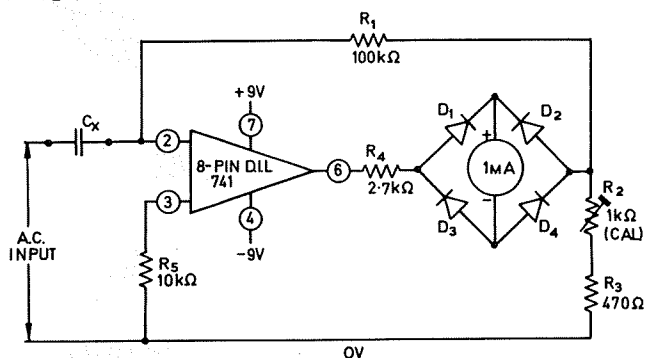 R1
100kΩ
Cx
+9V
7
D1
D2
2
8-PIN D.I.L
741
6
R4
2·7kΩ
+
1MA
−
3
4
-9V
D3
D4
R2
1kΩ
(CAL)
A.C.
INPUT
R5
10kΩ
R3
470Ω
0V